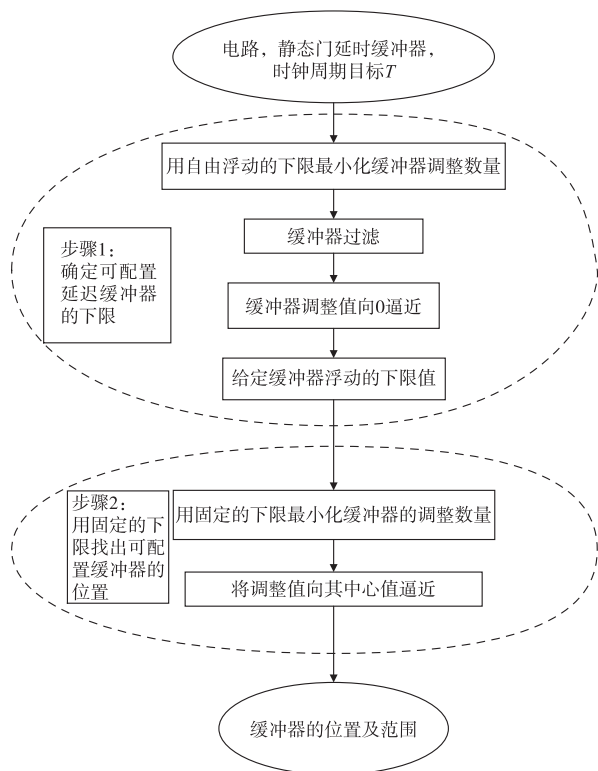 电路，静态门延时缓冲器，
时钟周期目标T
用自由浮动的下限最小化缓冲器调整数量
缓冲器过滤
步骤1：
确定可配置
延迟缓冲器
的下限
缓冲器调整值向0逼近
给定缓冲器浮动的下限值
步骤2：
用固定的下
限找出可配
置缓冲器的
位置
用固定的下限最小化缓冲器的调整数量
将调整值向其中心值逼近
缓冲器的位置及范围